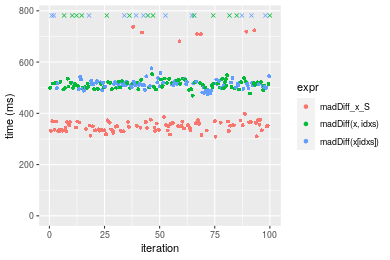 800
600
400
200
0
0
25
50
75
100
time (ms)
iteration
expr
madDiff_x_S
madDiff(x, idxs)
madDiff(x[idxs])